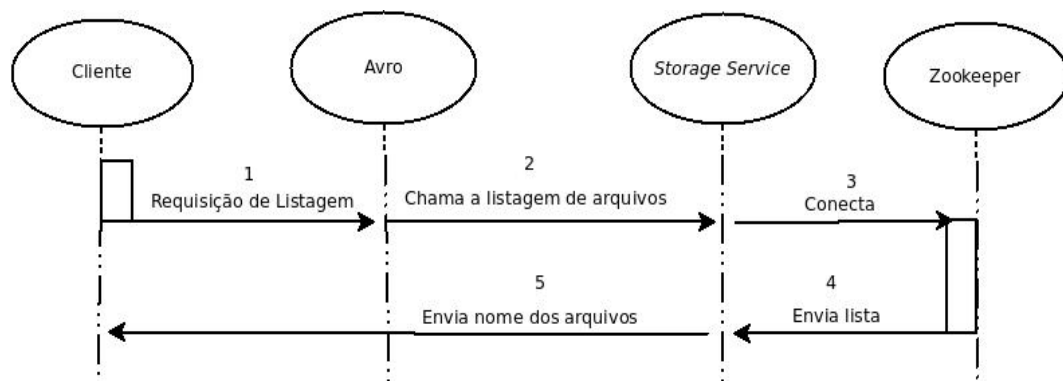 Cliente
Avro
Storage Service
Zookeeper
1
Requisição de Listagem
2
Chama a listagem de arquivos
3
Conecta
5
Envia nome dos arquivos
4
Envia lista